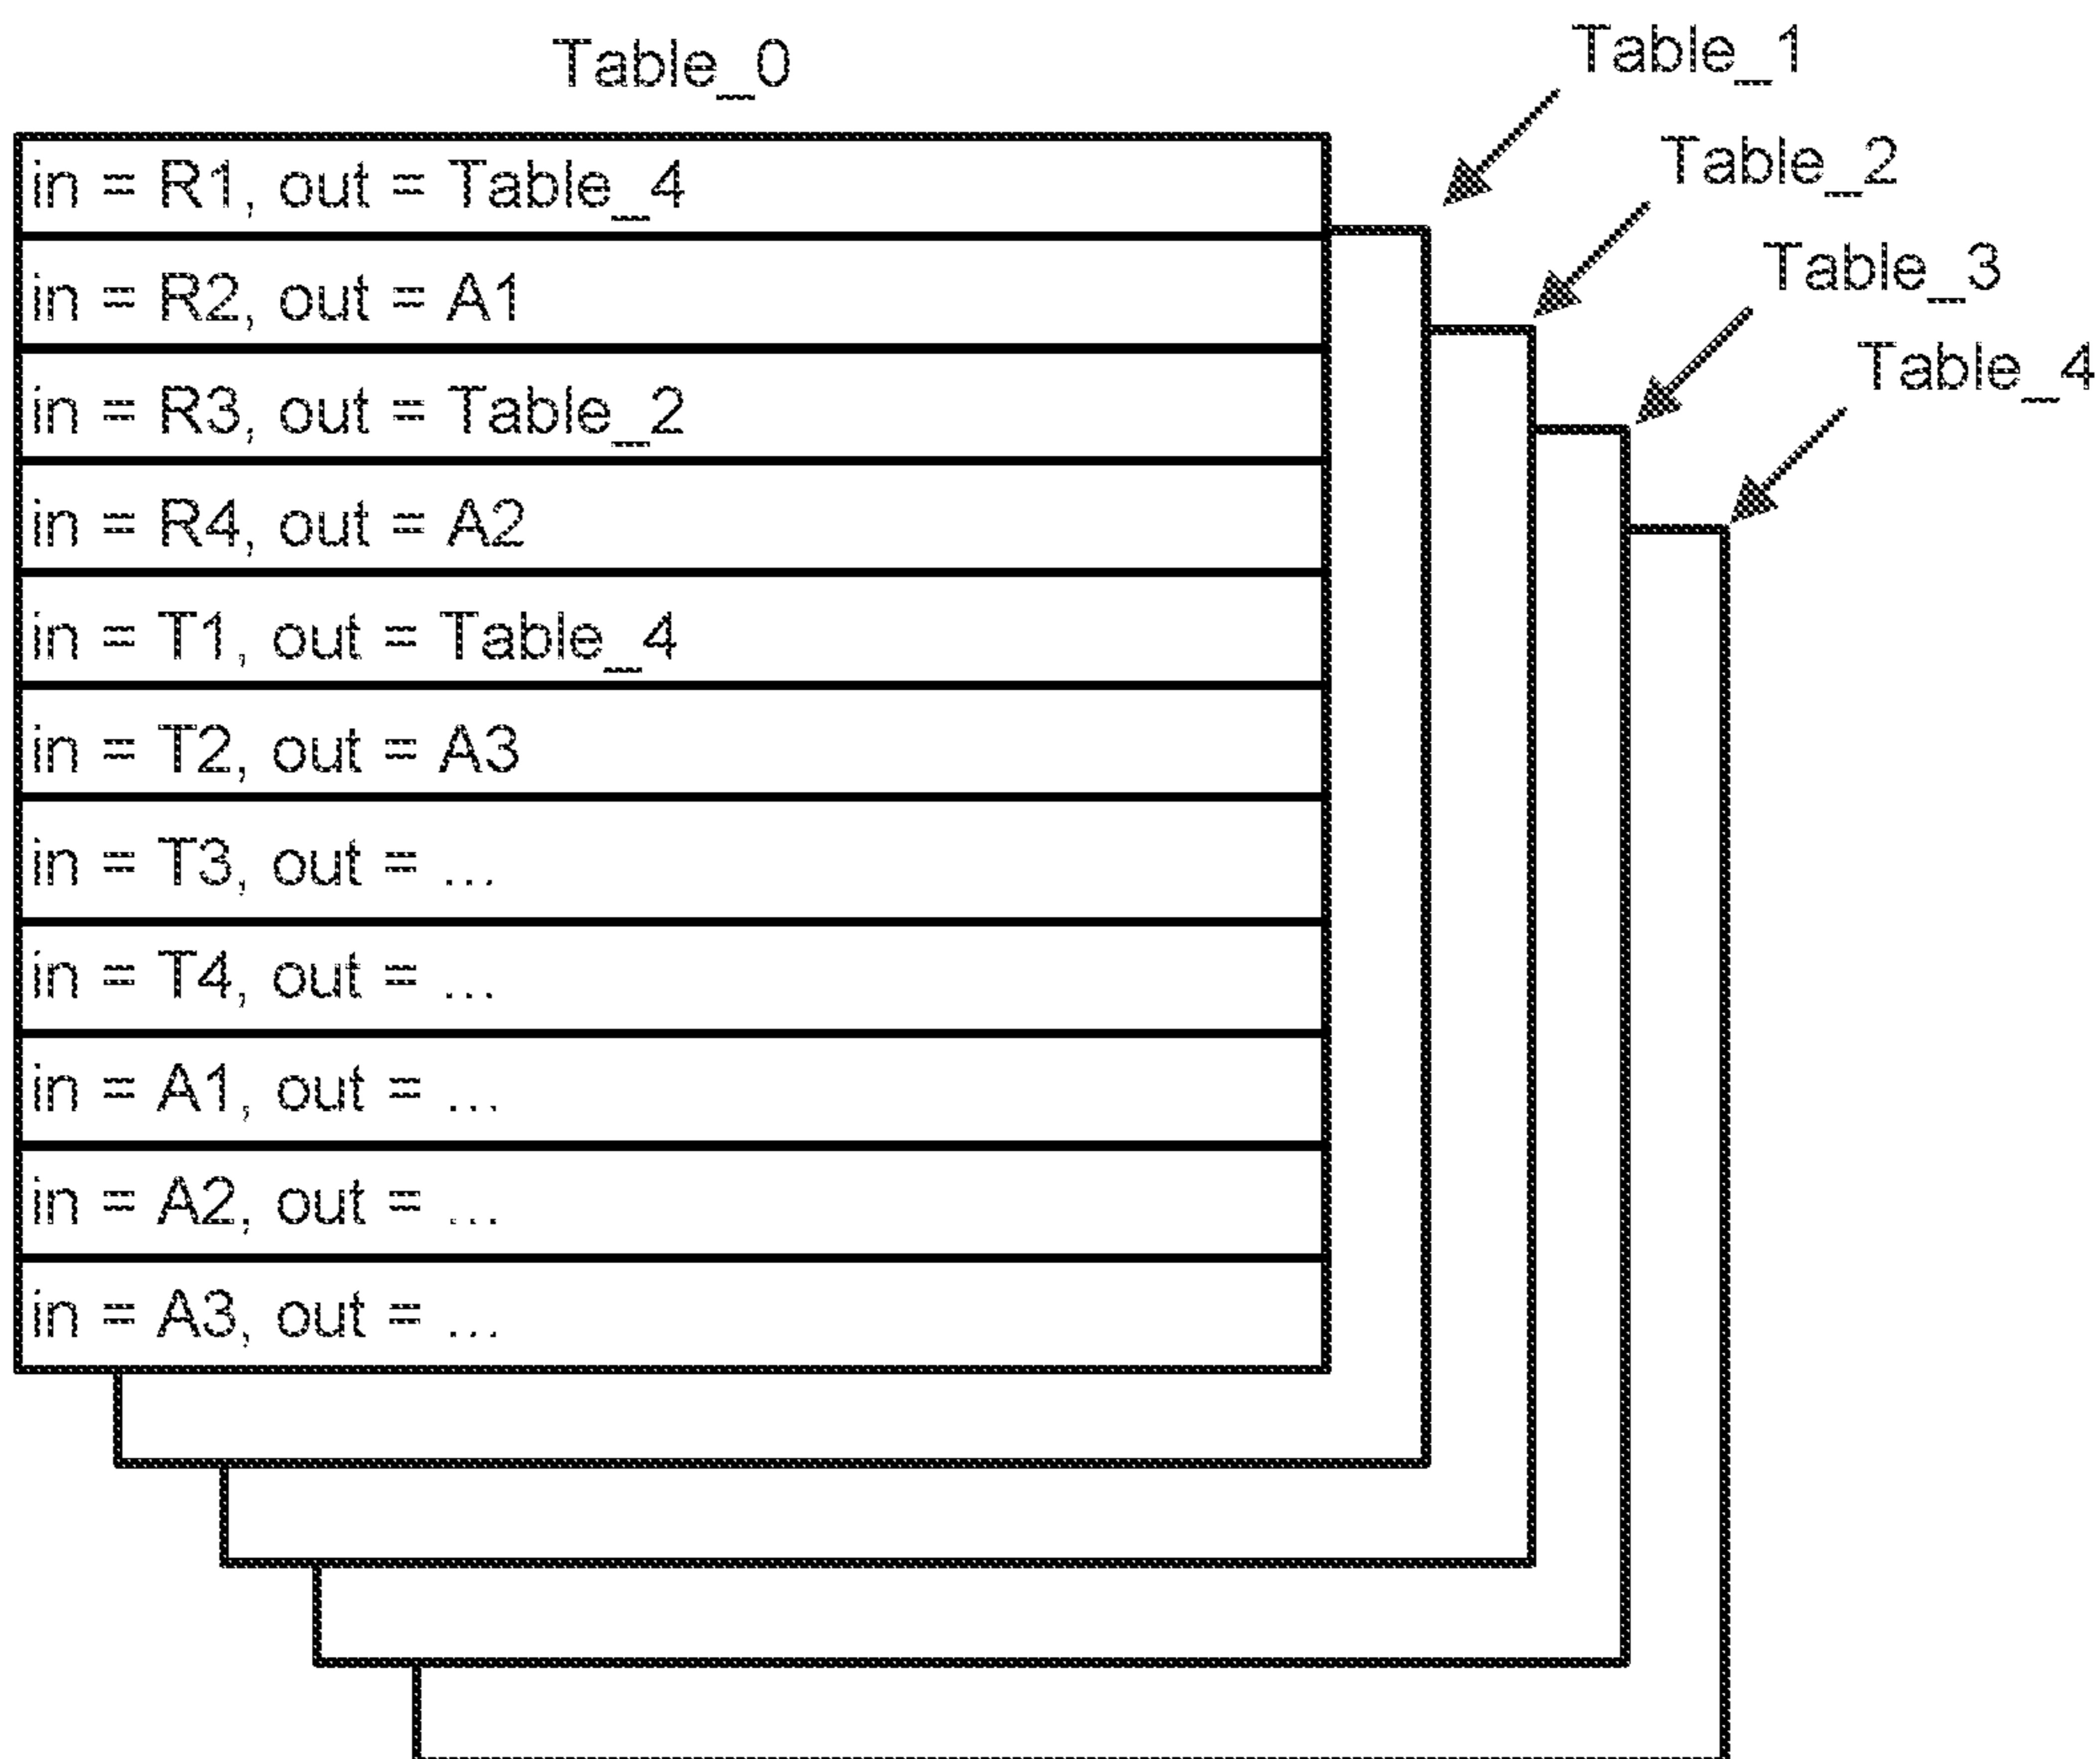 Table_0
Table_1
Table_2
Table_3
Table_4
in = R1, out = Table_4
in = R2, out = A1
in = R3, out = Table_2
in = R4, out = A2
in = T1, out = Table_4
in = T2, out = A3
in = T3, out = ...
in = T4, out = ...
in = A1, out = ...
in = A2, out = ...
in = A3, out = ...